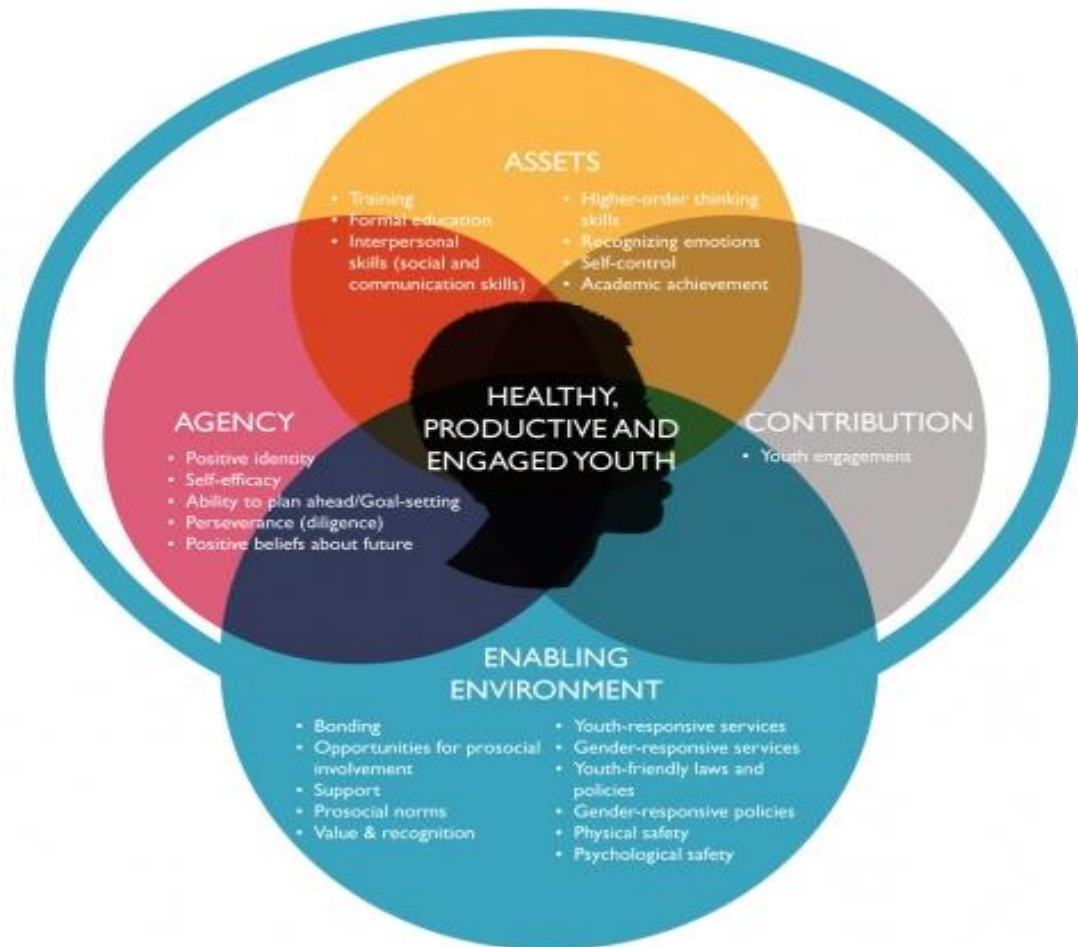 ASSETS
• Training
• Formal education
• Interpersonal
skills (social and
communication skills)
• Higher-order thinking
skills
• Recognizing emotions
• Self-control
• Academic achievement
AGENCY
• Positive identity
• Self-efficacy
• Ability to plan ahead/Goal-setting
• Perseverance (diligence)
• Positive beliefs about future
HEALTHY,
PRODUCTIVE AND
ENGAGED YOUTH
CONTRIBUTION
• Youth engagement
ENABLING
ENVIRONMENT
• Bonding
• Opportunities for prosocial
involvement
• Support
• Prosocial norms
• Value & recognition
• Youth-responsive services
• Gender-responsive services
• Youth-friendly laws and
policies
• Gender-responsive policies
• Physical safety
• Psychological safety